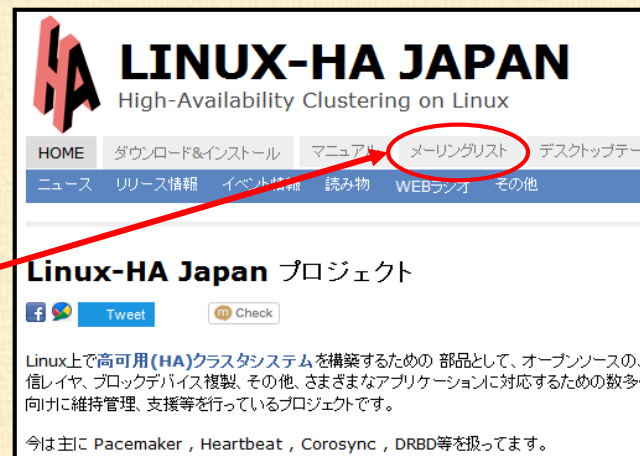 HA
LINUX-HA JAPAN
High-Availability Clustering on Linux
HOME ダウンロード&インストール マニュアル メーリングリスト デスクトップテー
ニュース リリース情報 イベント情報 読み物 WEBラジオ その他
Linux-HA Japan プロジェクト
f Tweet m Check
Linux上で高可用(HA)クラスタシステムを構築するための 部品として、オープンソースの、
信レイヤ、ブロックデバイス複製、その他、さまざまなアプリケーションに対応するための数多
向けに維持管理、支援等を行っているプロジェクトです。
今は主に Pacemaker , Heartbeat , Corosync , DRBD等を扱ってます。